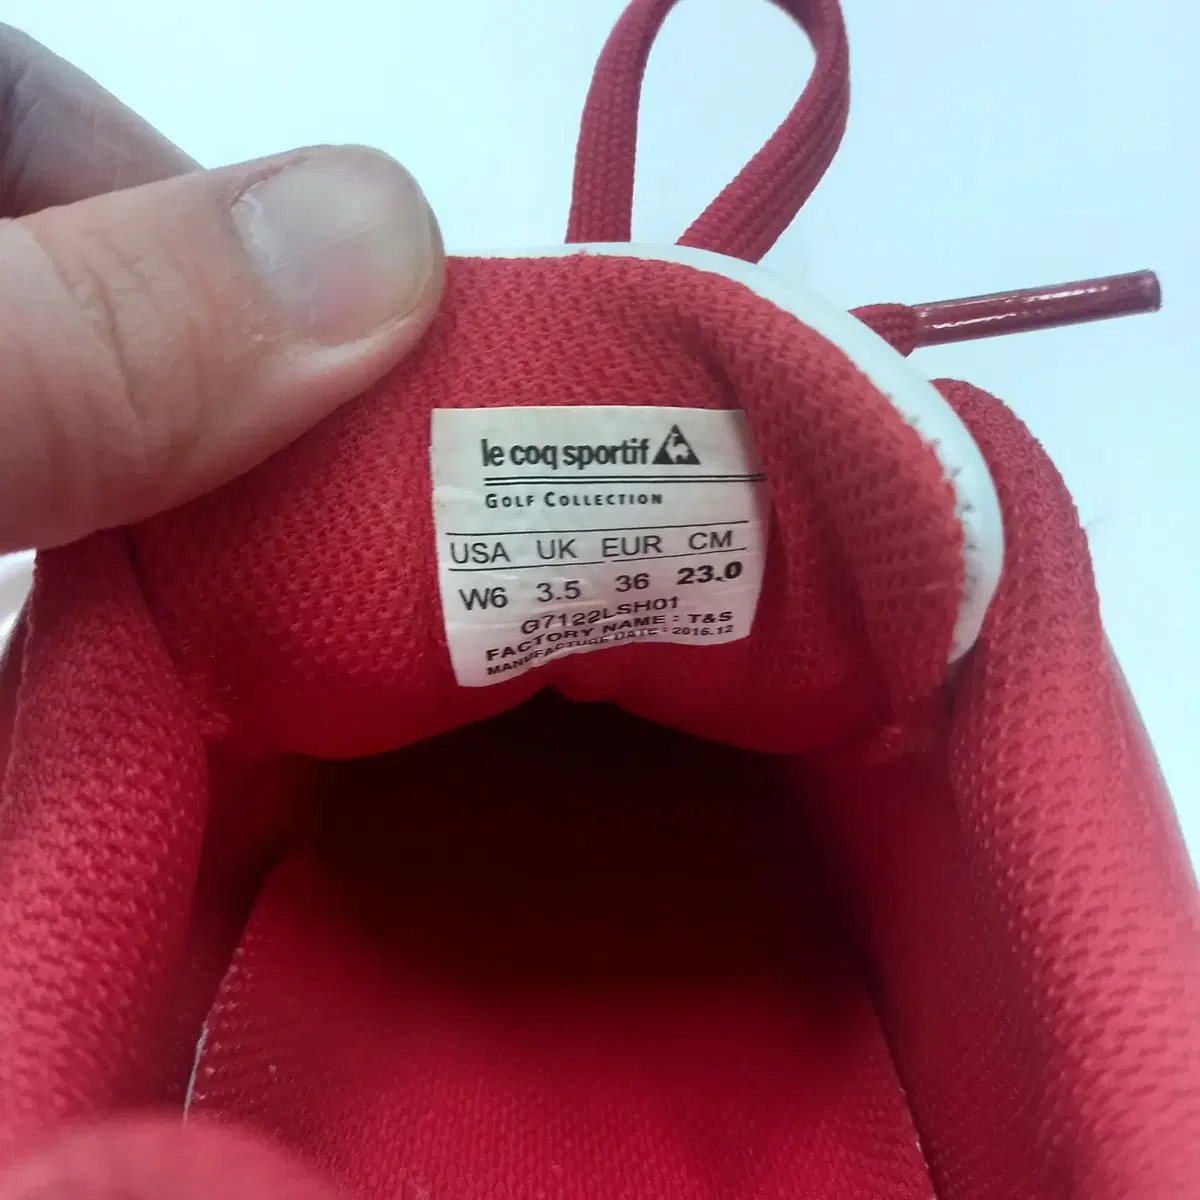 le coq sportif
GOLF COLLECTION
USA UK EUR CM
W6 3.5 36 23.0
G7122LSH01
FACTORY NAME : T&S
MANUFACTURE DATE : 2016.12